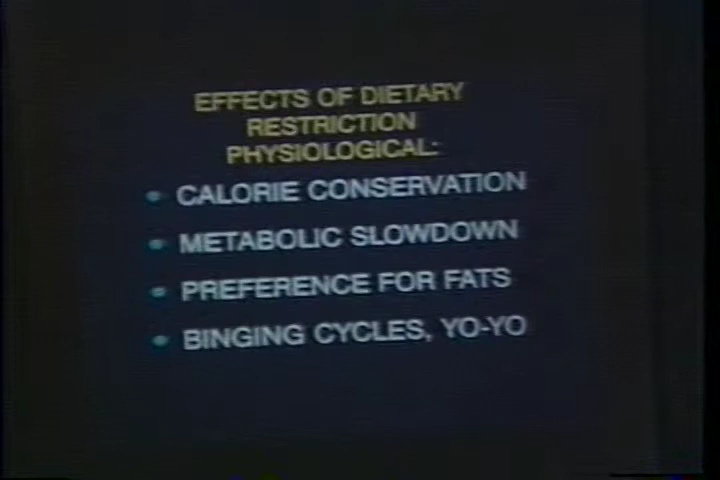 EFFECTS OF DIETARY
RESTRICTION
PHYSIOLOGICAL:
• CALORIE CONSERVATION
• METABOLIC SLOWDOWN
• PREFERENCE FOR FATS
• BINGING CYCLES, YO-YO